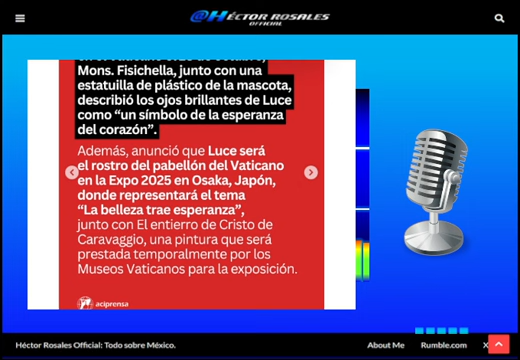 @HÉCTOR ROSALES
OFFICIAL
Mons. Fisichella, junto con una
estatuilla de plástico de la mascota,
describió los ojos brillantes de Luce
como “un símbolo de la esperanza
del corazón”.
Además, anunció que Luce será
el rostro del pabellón del Vaticano
en la Expo 2025 en Osaka, Japón,
donde representará el tema
“La belleza trae esperanza”,
junto con El entierro de Cristo de
Caravaggio, una pintura que será
prestada temporalmente por los
Museos Vaticanos para la exposición.
aciprensa
Héctor Rosales Official: Todo sobre México.
About Me
Rumble.com
X